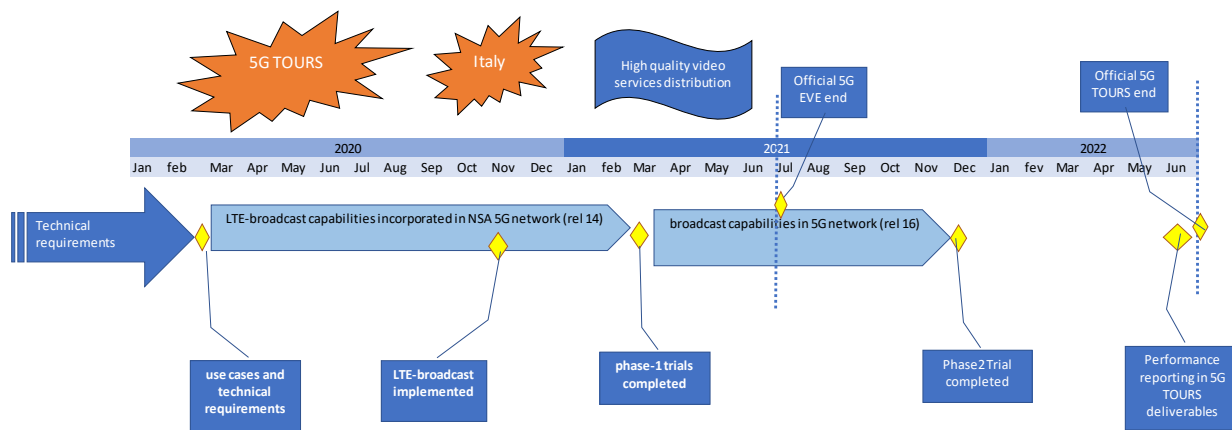 5G TOURS
Italy
High quality video
services distribution
Official 5G
EVE end
Official 5G
TOURS end
2020
2021
2022
Jan feb Mar Apr May Jun Jul Aug Sep Oct Nov Dec Jan Feb Mar Apr May Jun Jul Aug Sep Oct Nov Dec Jan fev Mar Apr May Jun
Technical
requirements
LTE-broadcast capabilities incorporated in NSA 5G network (rel 14)
broadcast capabilities in 5G network (rel 16)
use cases and
technical
requirements
LTE-broadcast
implemented
phase-1 trials
completed
Phase2 Trial
completed
Performance
reporting in 5G
TOURS
deliverables